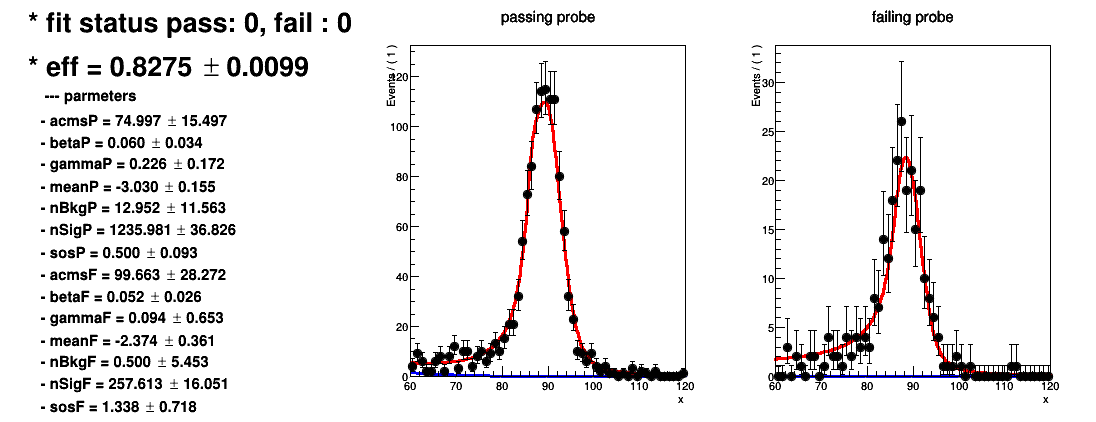 * fit status pass: 0, fail : 0
* eff = 0.8275 ± 0.0099
--- parmeters
- acmsP = 74.997 ± 15.497
- betaP = 0.060 ± 0.034
- gammaP = 0.226 ± 0.172
- meanP = -3.030 ± 0.155
- nBkgP = 12.952 ± 11.563
- nSigP = 1235.981 ± 36.826
- sosP = 0.500 ± 0.093
- acmsF = 99.663 ± 28.272
- betaF = 0.052 ± 0.026
- gammaF = 0.094 ± 0.653
- meanF = -2.374 ± 0.361
- nBkgF = 0.500 ± 5.453
- nSigF = 257.613 ± 16.051
- sosF = 1.338 ± 0.718
passing probe
Events / ( 1 )
120
100
80
60
40
20
0
60 70 80 90 100 110 120
x
failing probe
Events / ( 1 )
30
25
20
15
10
5
0
60 70 80 90 100 110 120
x